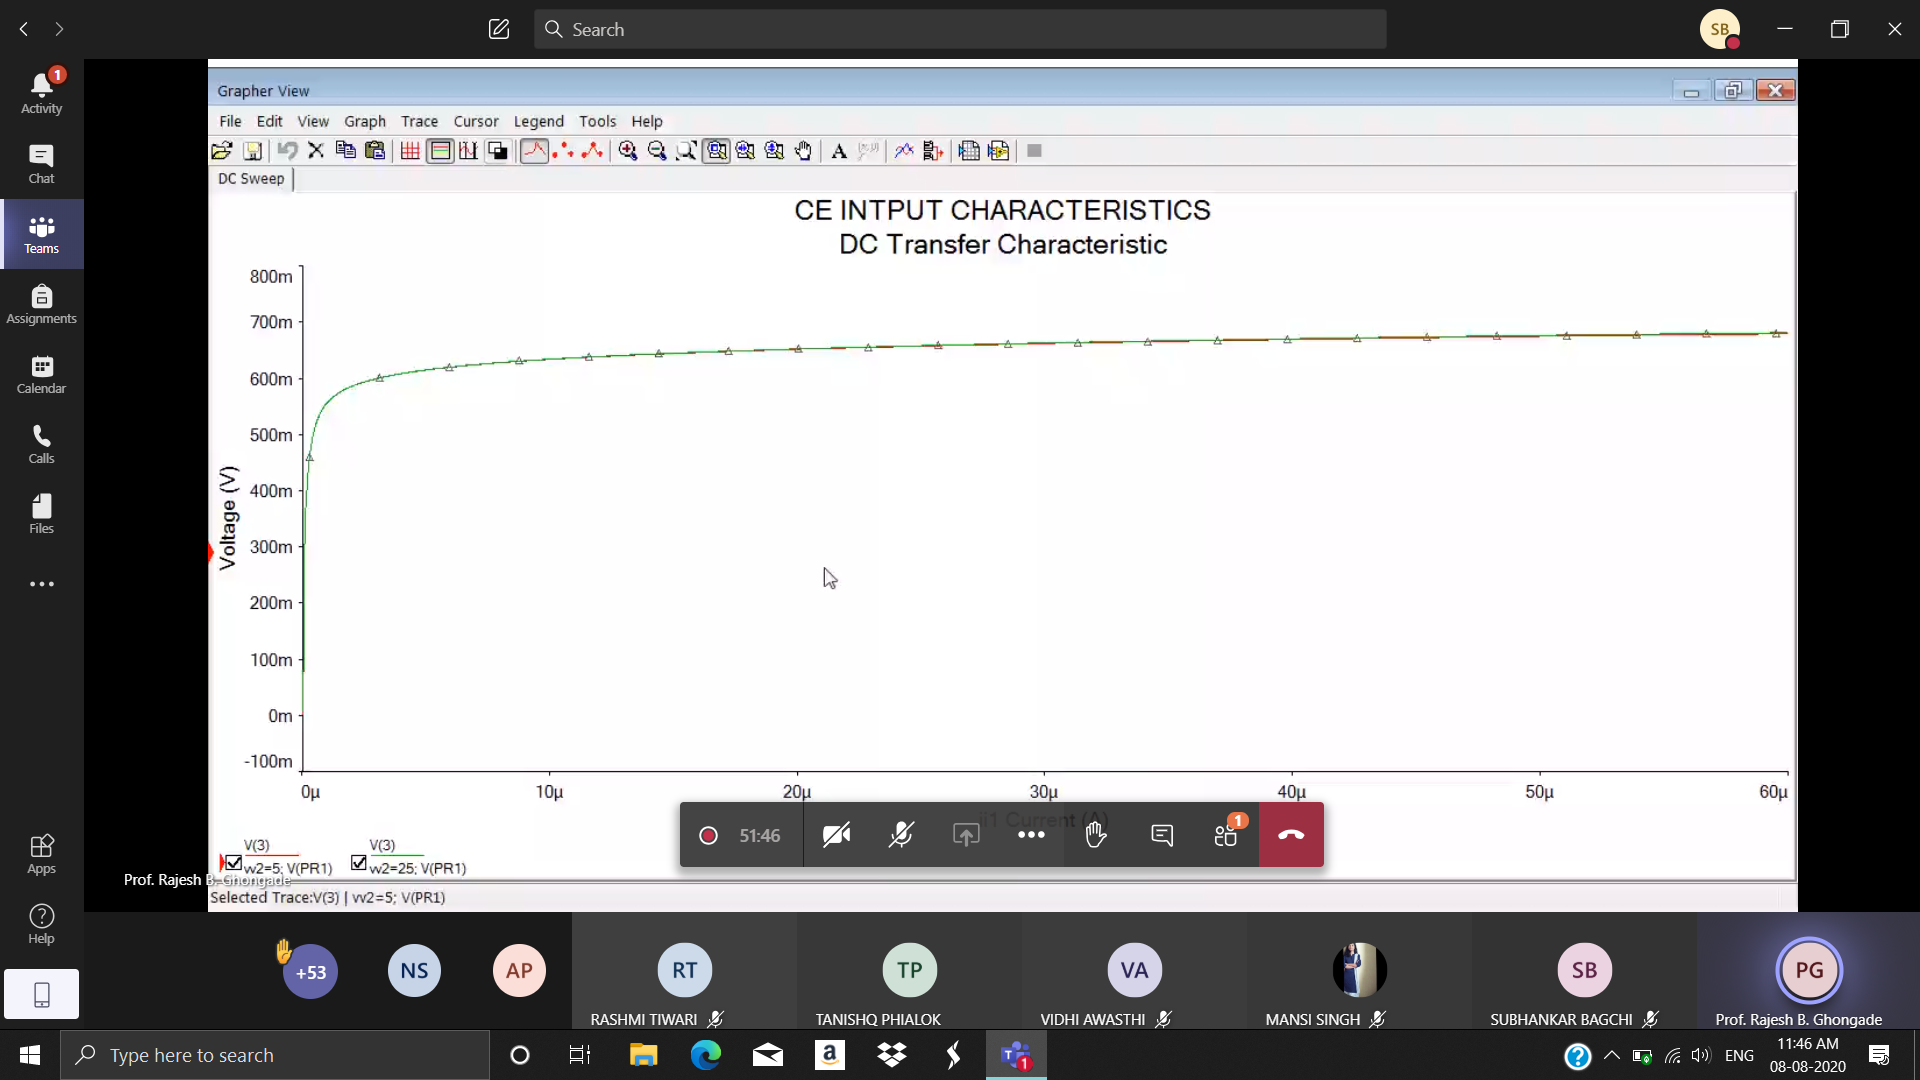 Search
SB
1
Activity
Chat
Teams
Assignments
Calendar
Calls
Files
Apps
Help
Grapher View
File Edit View Graph Trace Cursor Legend Tools Help
A
DC Sweep
CE INTPUT CHARACTERISTICS
DC Transfer Characteristic
Voltage (V)
800m
700m
600m
500m
400m
300m
200m
100m
0m
-100m
0µ 10µ 20µ 30µ 40µ 50µ 60µ
ii1 Current (A)
51:46
1
V(3) V(3)
vv2=5; V(PR1) vv2=25; V(PR1)
Prof. Rajesh B. Ghongade
Selected Trace:V(3) | vv2=5; V(PR1)
+53 NS AP RT TP VA SB PG
RASHMI TIWARI TANISHQ PHIALOK VIDHI AWASTHI MANSI SINGH SUBHANKAR BAGCHI Prof. Rajesh B. Ghongade
Type here to search
a
T 1
ENG
11:46 AM
08-08-2020